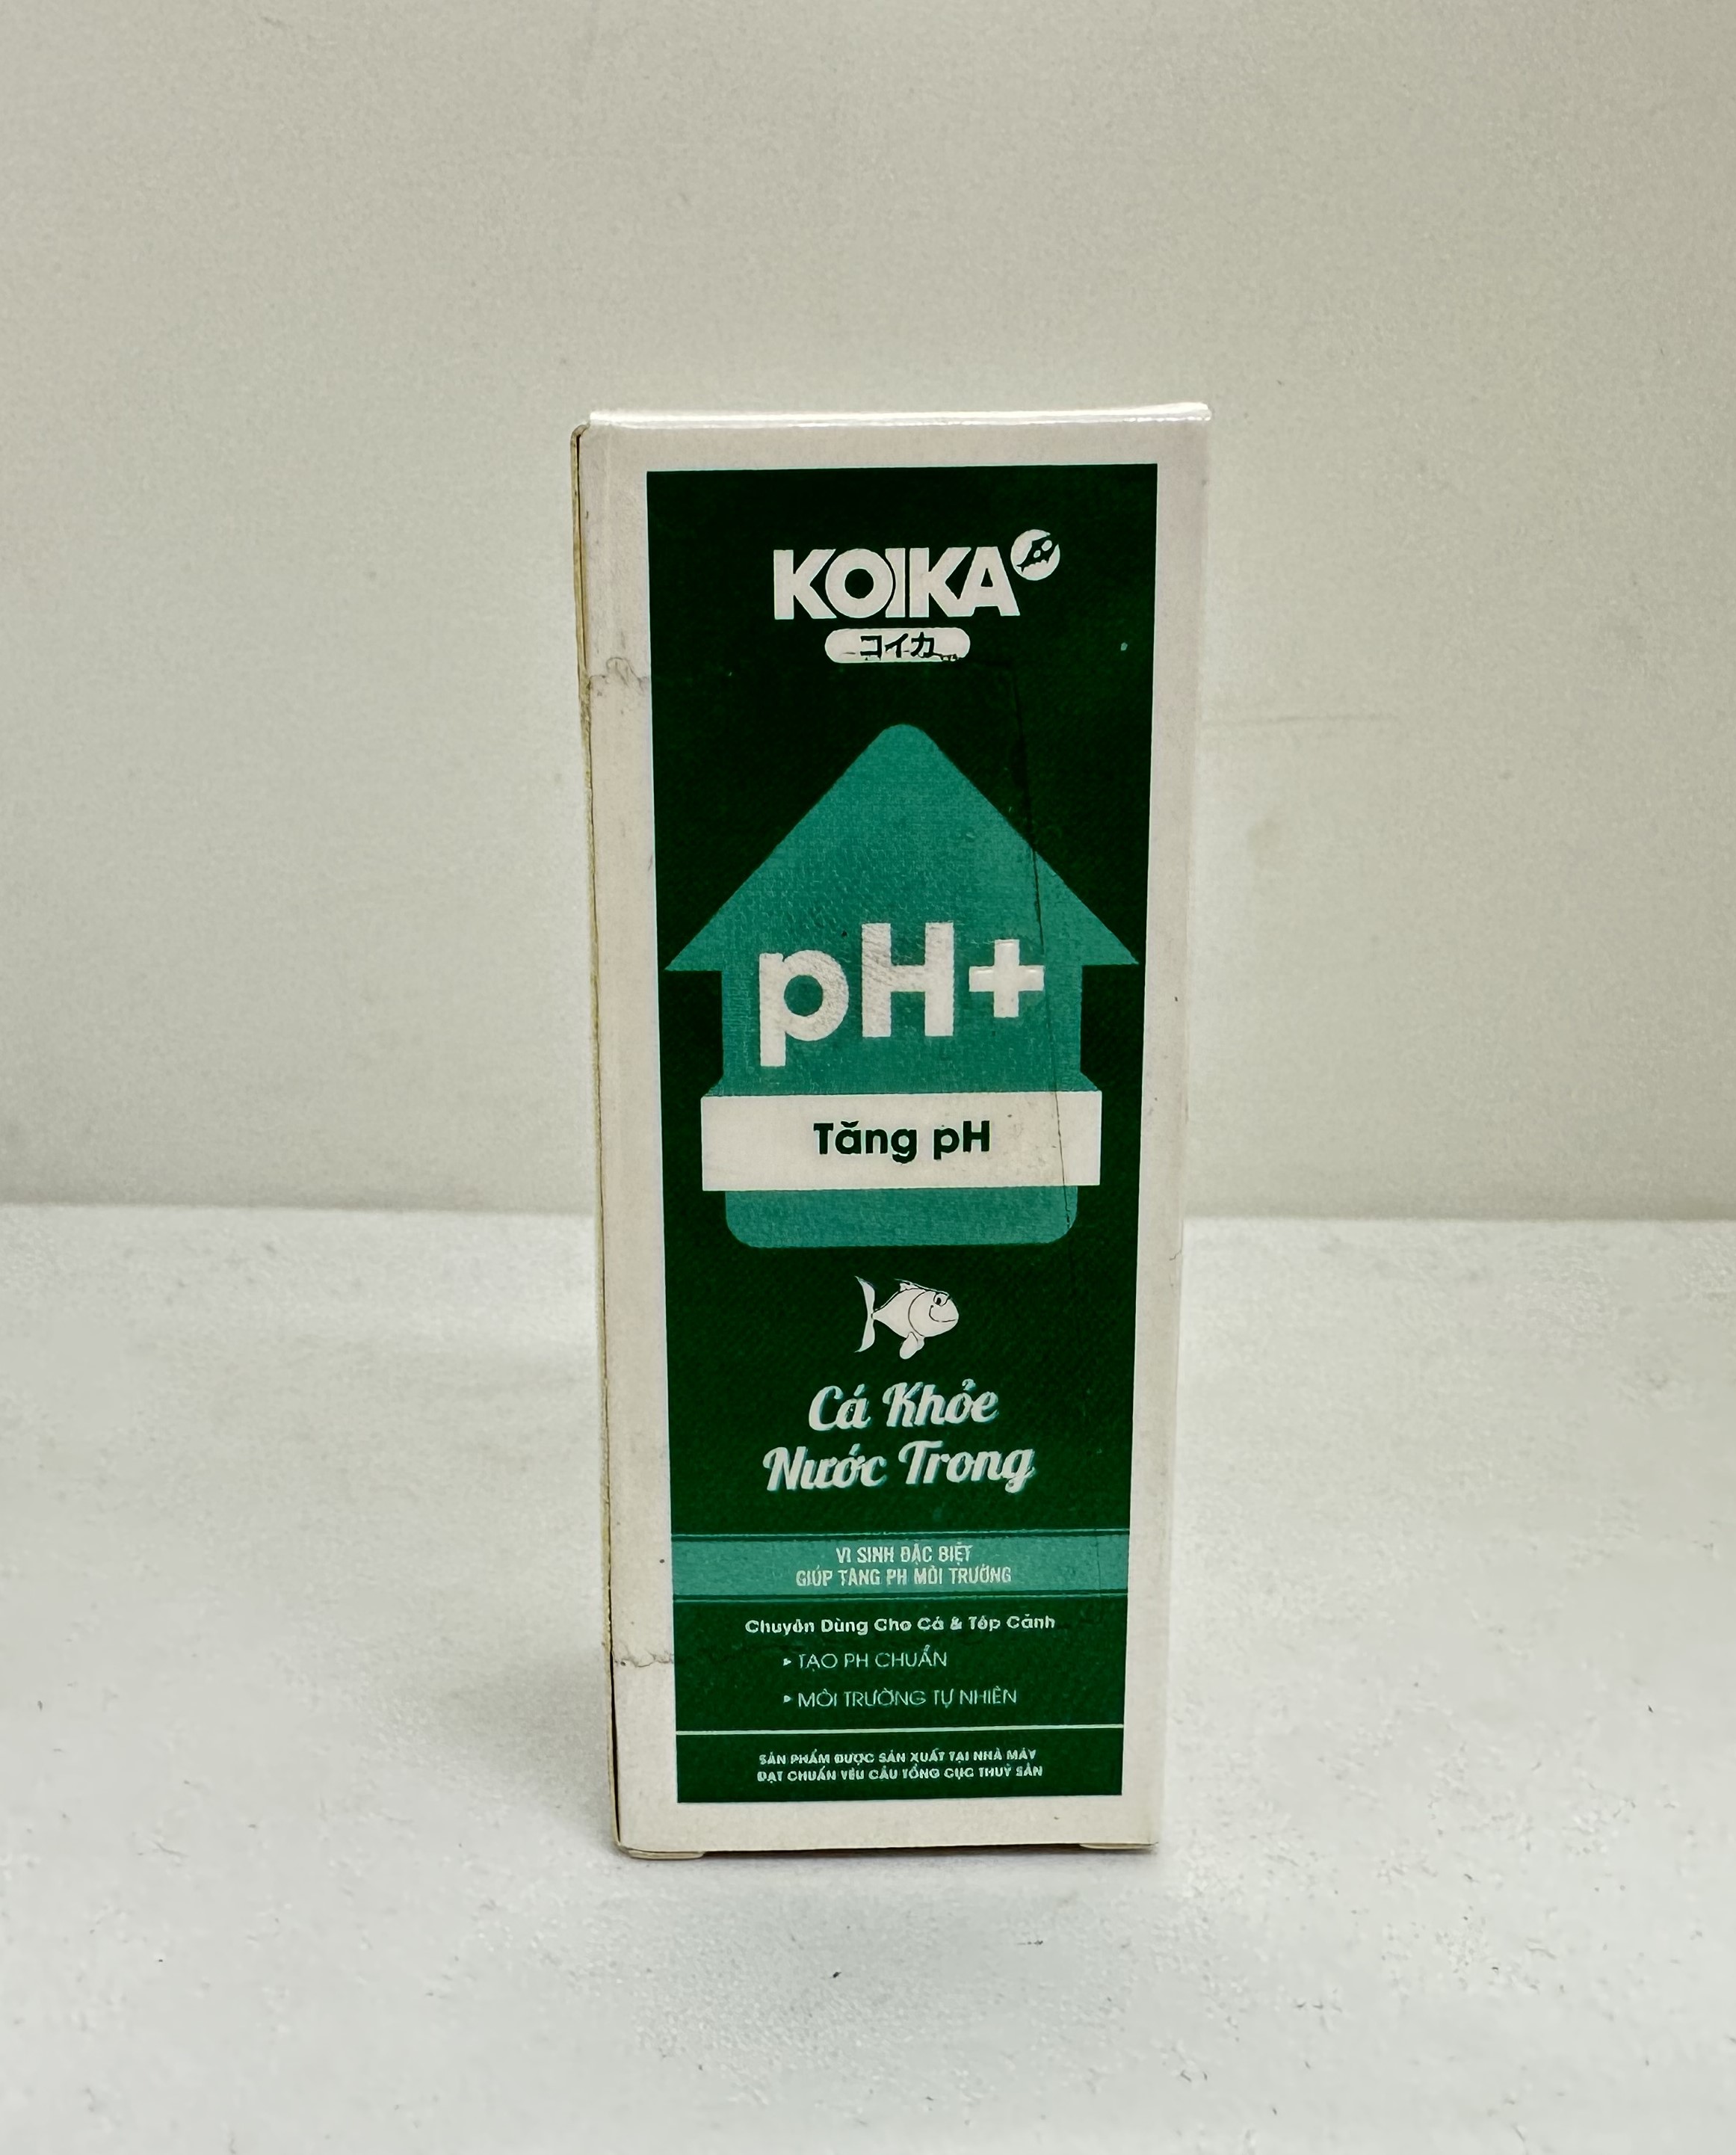 KOIKA
コイカ
pH+
Tăng pH
Cá Khỏe
Nước Trong
VI SINH ĐẶC BIỆT
GIÚP TĂNG PH MÔI TRƯỜNG
Chuyên Dùng Cho Cá & Tép Cảnh
▸ TẠO PH CHUẨN
▸ MÔI TRƯỜNG TỰ NHIÊN
SẢN PHẨM ĐƯỢC SẢN XUẤT TẠI NHÀ MÁY
ĐẠT CHUẨN YÊU CẦU TỔNG CỤC THUỶ SẢN